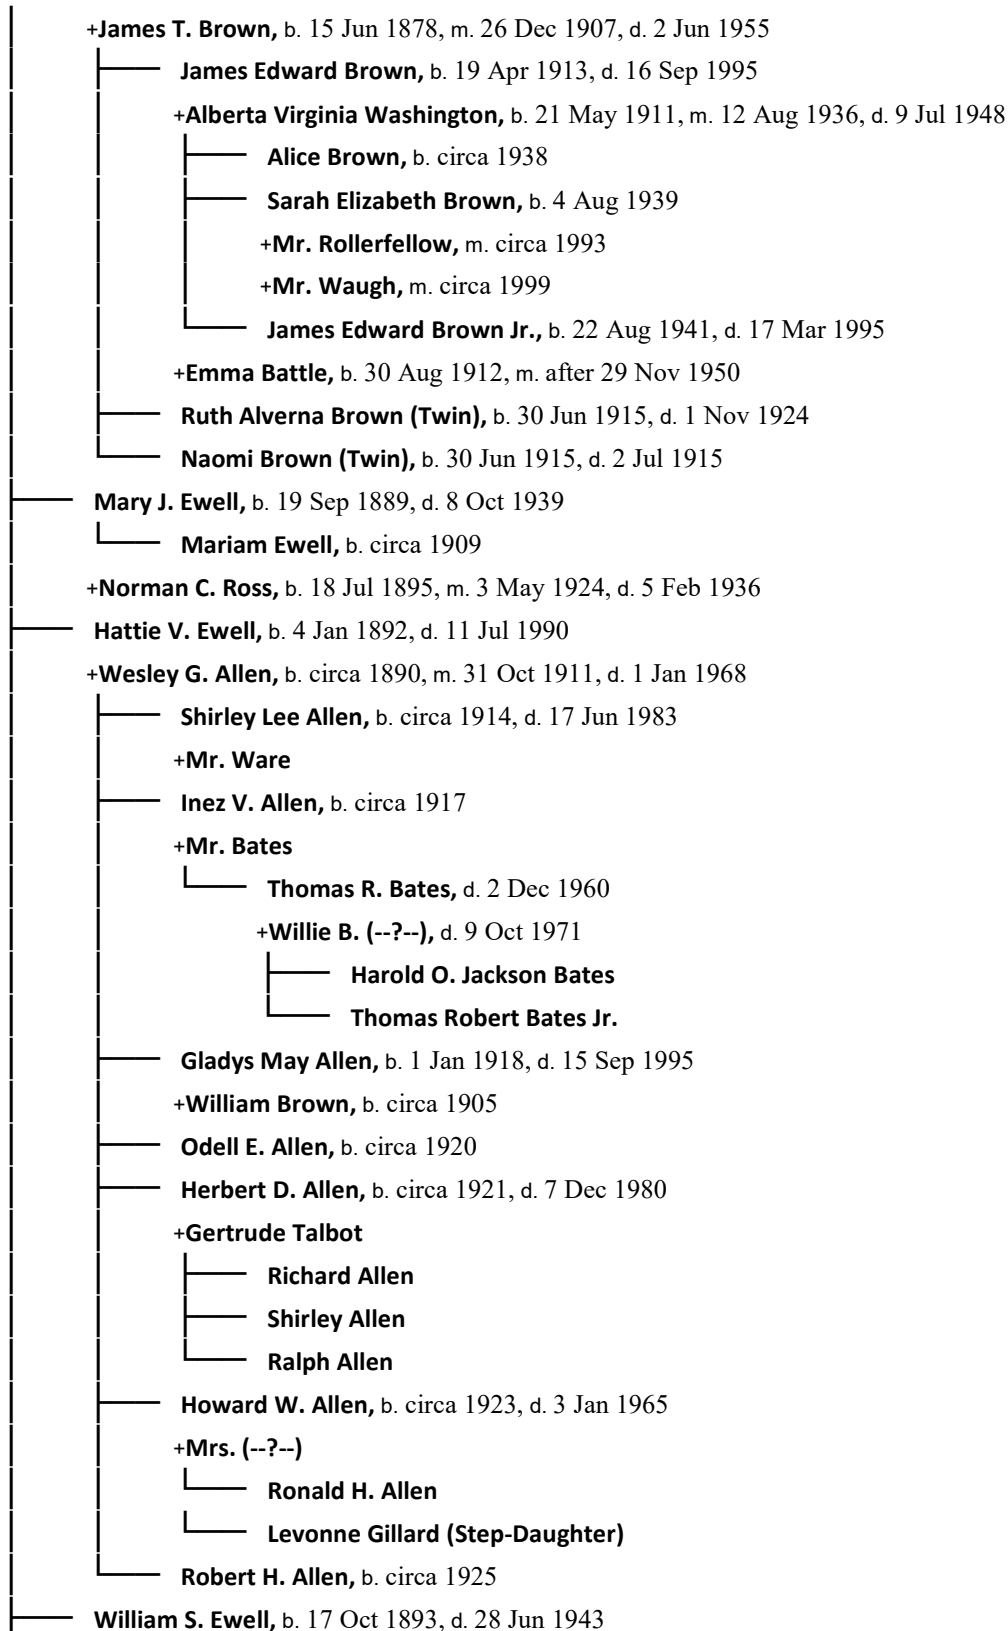 +James T. Brown, b. 15 Jun 1878, m. 26 Dec 1907, d. 2 Jun 1955
James Edward Brown, b. 19 Apr 1913, d. 16 Sep 1995
+Alberta Virginia Washington, b. 21 May 1911, m. 12 Aug 1936, d. 9 Jul 1948
Alice Brown, b. circa 1938
Sarah Elizabeth Brown, b. 4 Aug 1939
+Mr. Rollerfellow, m. circa 1993
+Mr. Waugh, m. circa 1999
James Edward Brown Jr., b. 22 Aug 1941, d. 17 Mar 1995
+Emma Battle, b. 30 Aug 1912, m. after 29 Nov 1950
Ruth Alverna Brown (Twin), b. 30 Jun 1915, d. 1 Nov 1924
Naomi Brown (Twin), b. 30 Jun 1915, d. 2 Jul 1915
Mary J. Ewell, b. 19 Sep 1889, d. 8 Oct 1939
Mariam Ewell, b. circa 1909
+Norman C. Ross, b. 18 Jul 1895, m. 3 May 1924, d. 5 Feb 1936
Hattie V. Ewell, b. 4 Jan 1892, d. 11 Jul 1990
+Wesley G. Allen, b. circa 1890, m. 31 Oct 1911, d. 1 Jan 1968
Shirley Lee Allen, b. circa 1914, d. 17 Jun 1983
+Mr. Ware
Inez V. Allen, b. circa 1917
+Mr. Bates
Thomas R. Bates, d. 2 Dec 1960
+Willie B. (--?--), d. 9 Oct 1971
Harold O. Jackson Bates
Thomas Robert Bates Jr.
Gladys May Allen, b. 1 Jan 1918, d. 15 Sep 1995
+William Brown, b. circa 1905
Odell E. Allen, b. circa 1920
Herbert D. Allen, b. circa 1921, d. 7 Dec 1980
+Gertrude Talbot
Richard Allen
Shirley Allen
Ralph Allen
Howard W. Allen, b. circa 1923, d. 3 Jan 1965
+Mrs. (--?--)
Ronald H. Allen
Levonne Gillard (Step-Daughter)
Robert H. Allen, b. circa 1925
William S. Ewell, b. 17 Oct 1893, d. 28 Jun 1943